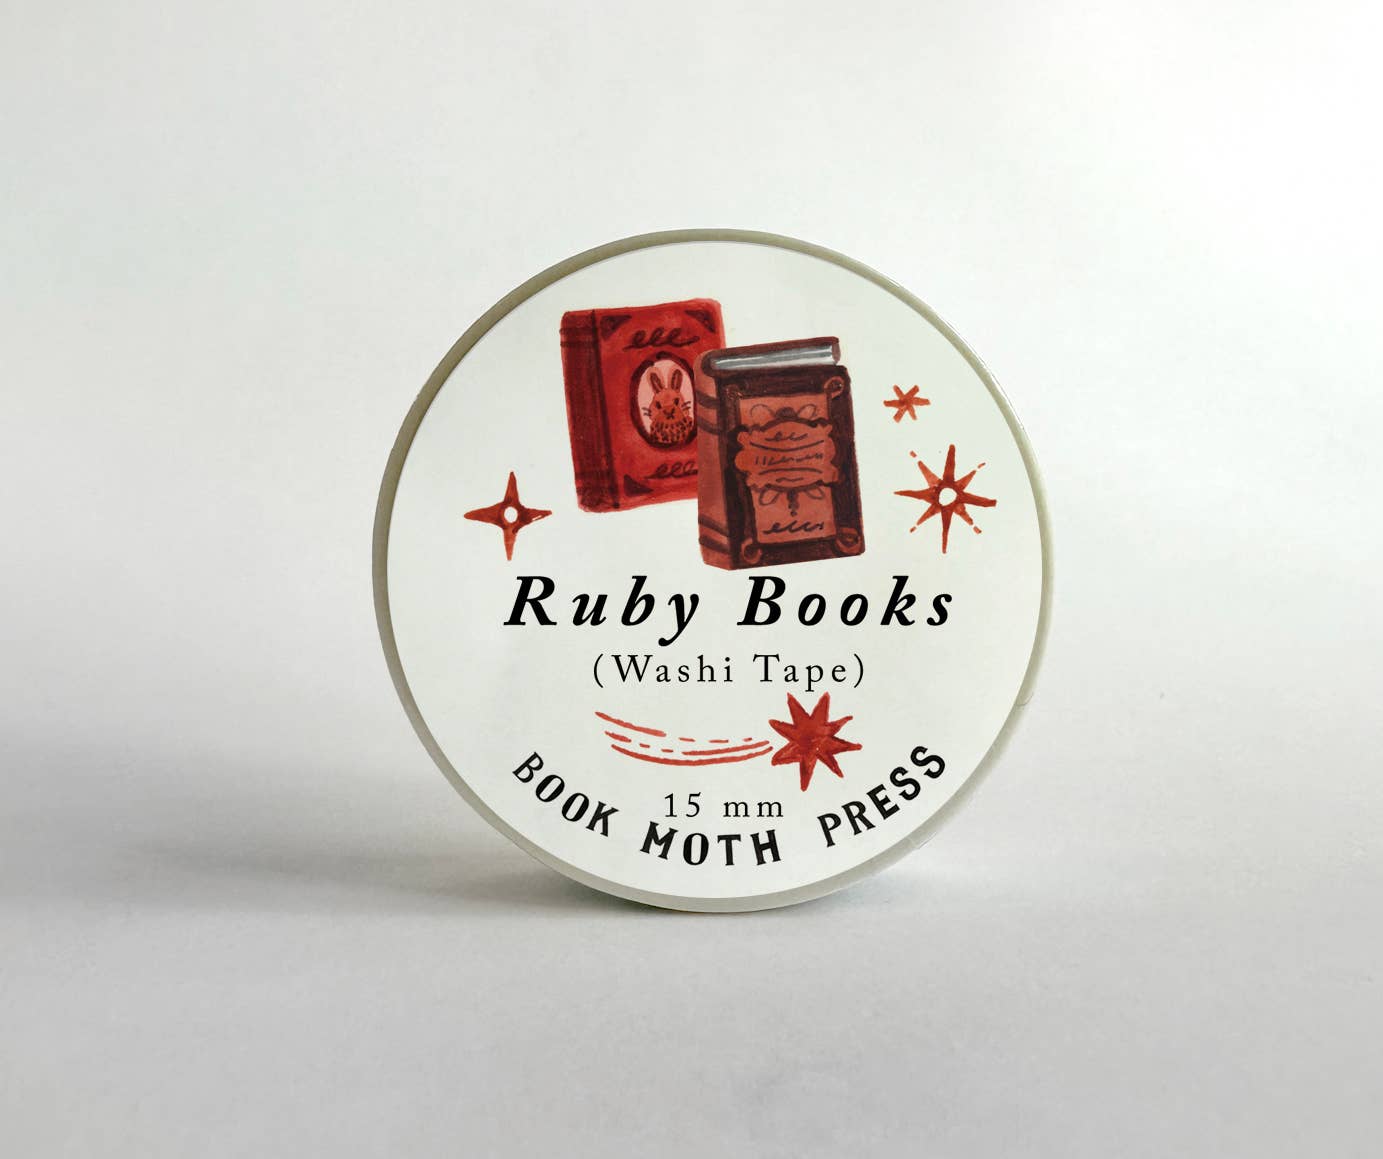 Ruby Books
(Washi Tape)
15 mm
BOOK MOTH PRESS